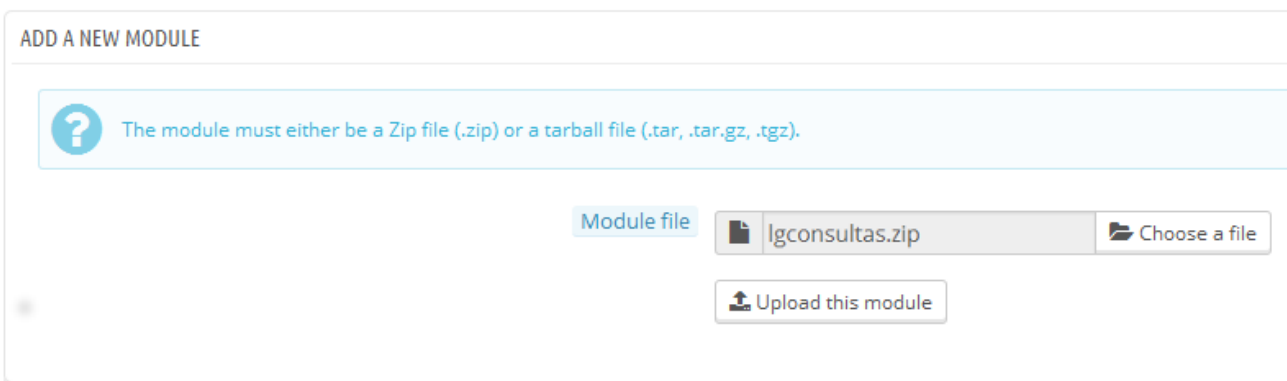 ADD A NEW MODULE
The module must either be a Zip file (.zip) or a tarball file (.tar, .tar.gz, .tgz).
Module file
lgconsultas.zip
Choose a file
Upload this module